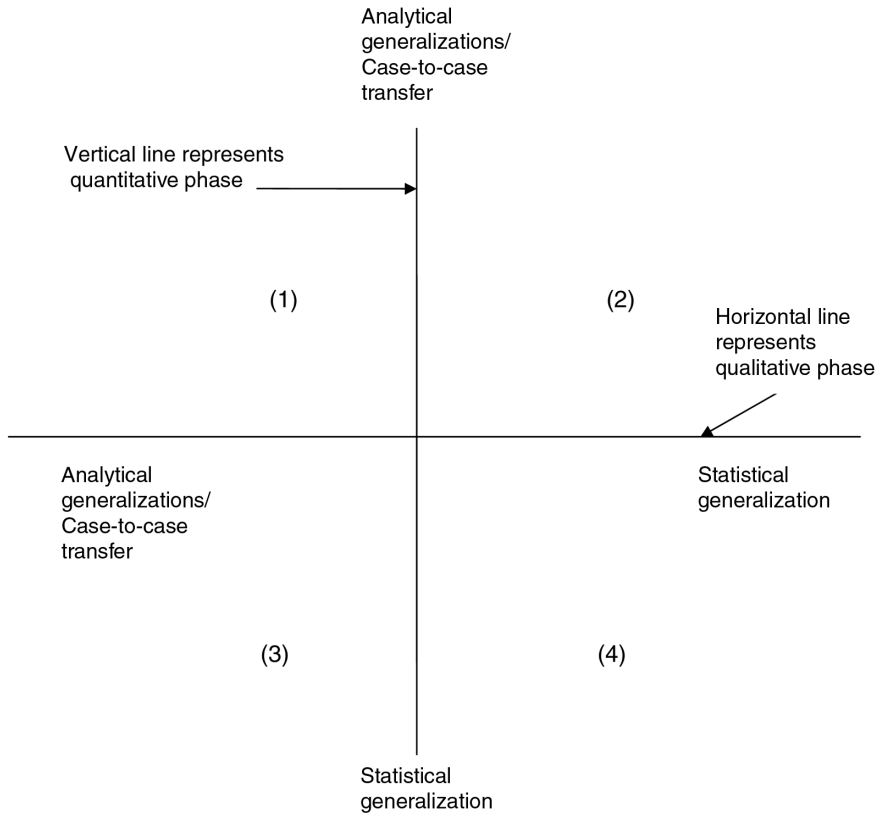 Analytical
generalizations/
Case-to-case
transfer
Vertical line represents
quantitative phase
(1)
(2)
Horizontal line
represents
qualitative phase
Analytical
generalizations/
Case-to-case
transfer
Statistical
generalization
(3)
(4)
Statistical
generalization